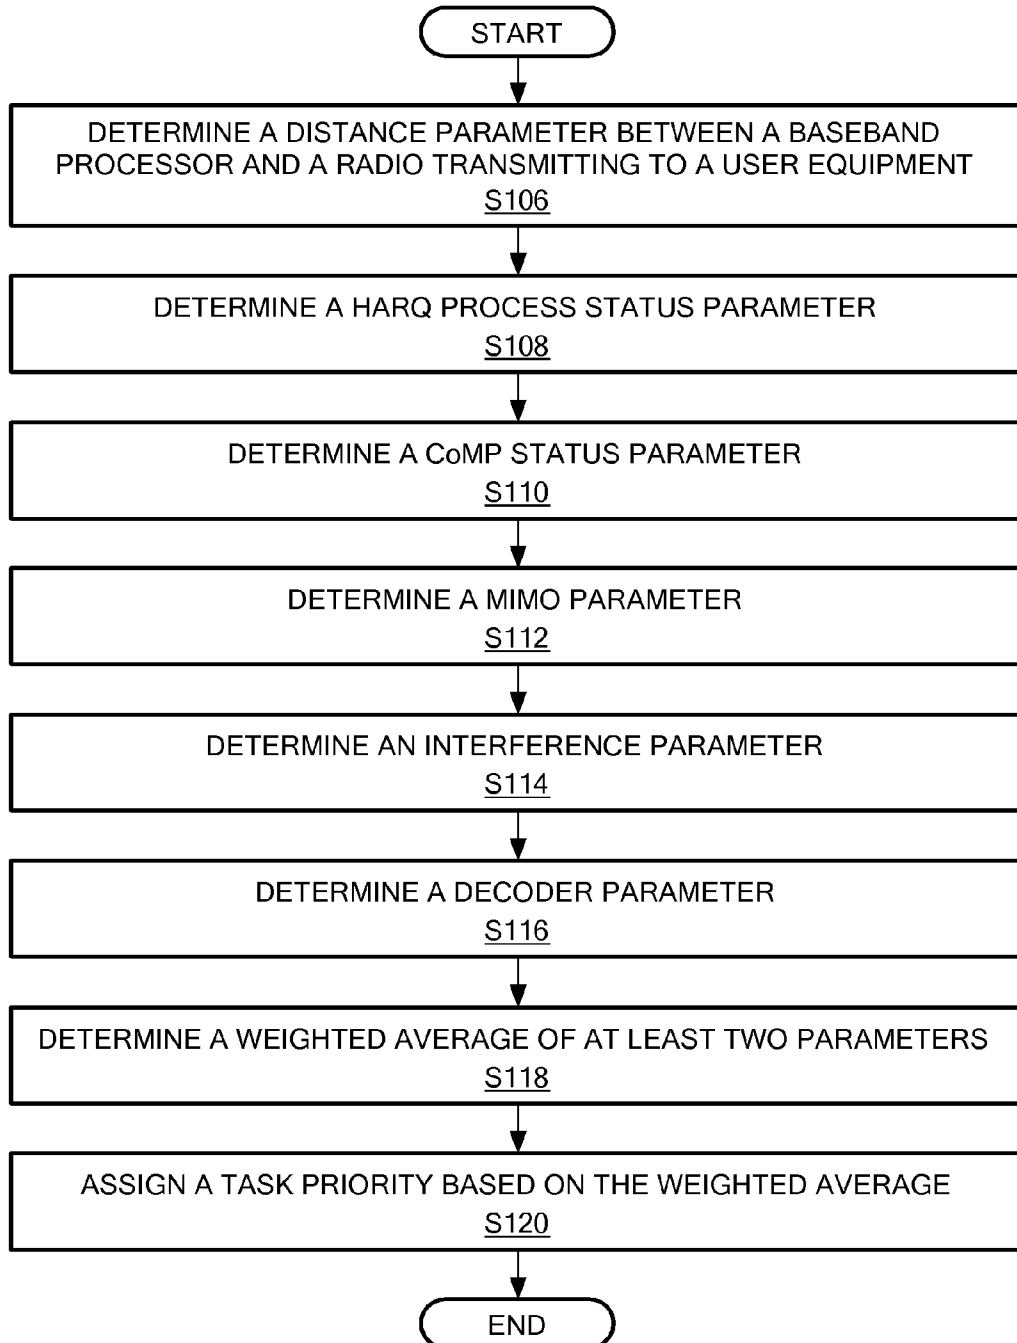 START
DETERMINE A DISTANCE PARAMETER BETWEEN A BASEBAND
PROCESSOR AND A RADIO TRANSMITTING TO A USER EQUIPMENT
S106
DETERMINE A HARQ PROCESS STATUS PARAMETER
S108
DETERMINE A CoMP STATUS PARAMETER
S110
DETERMINE A MIMO PARAMETER
S112
DETERMINE AN INTERFERENCE PARAMETER
S114
DETERMINE A DECODER PARAMETER
S116
DETERMINE A WEIGHTED AVERAGE OF AT LEAST TWO PARAMETERS
S118
ASSIGN A TASK PRIORITY BASED ON THE WEIGHTED AVERAGE
S120
END